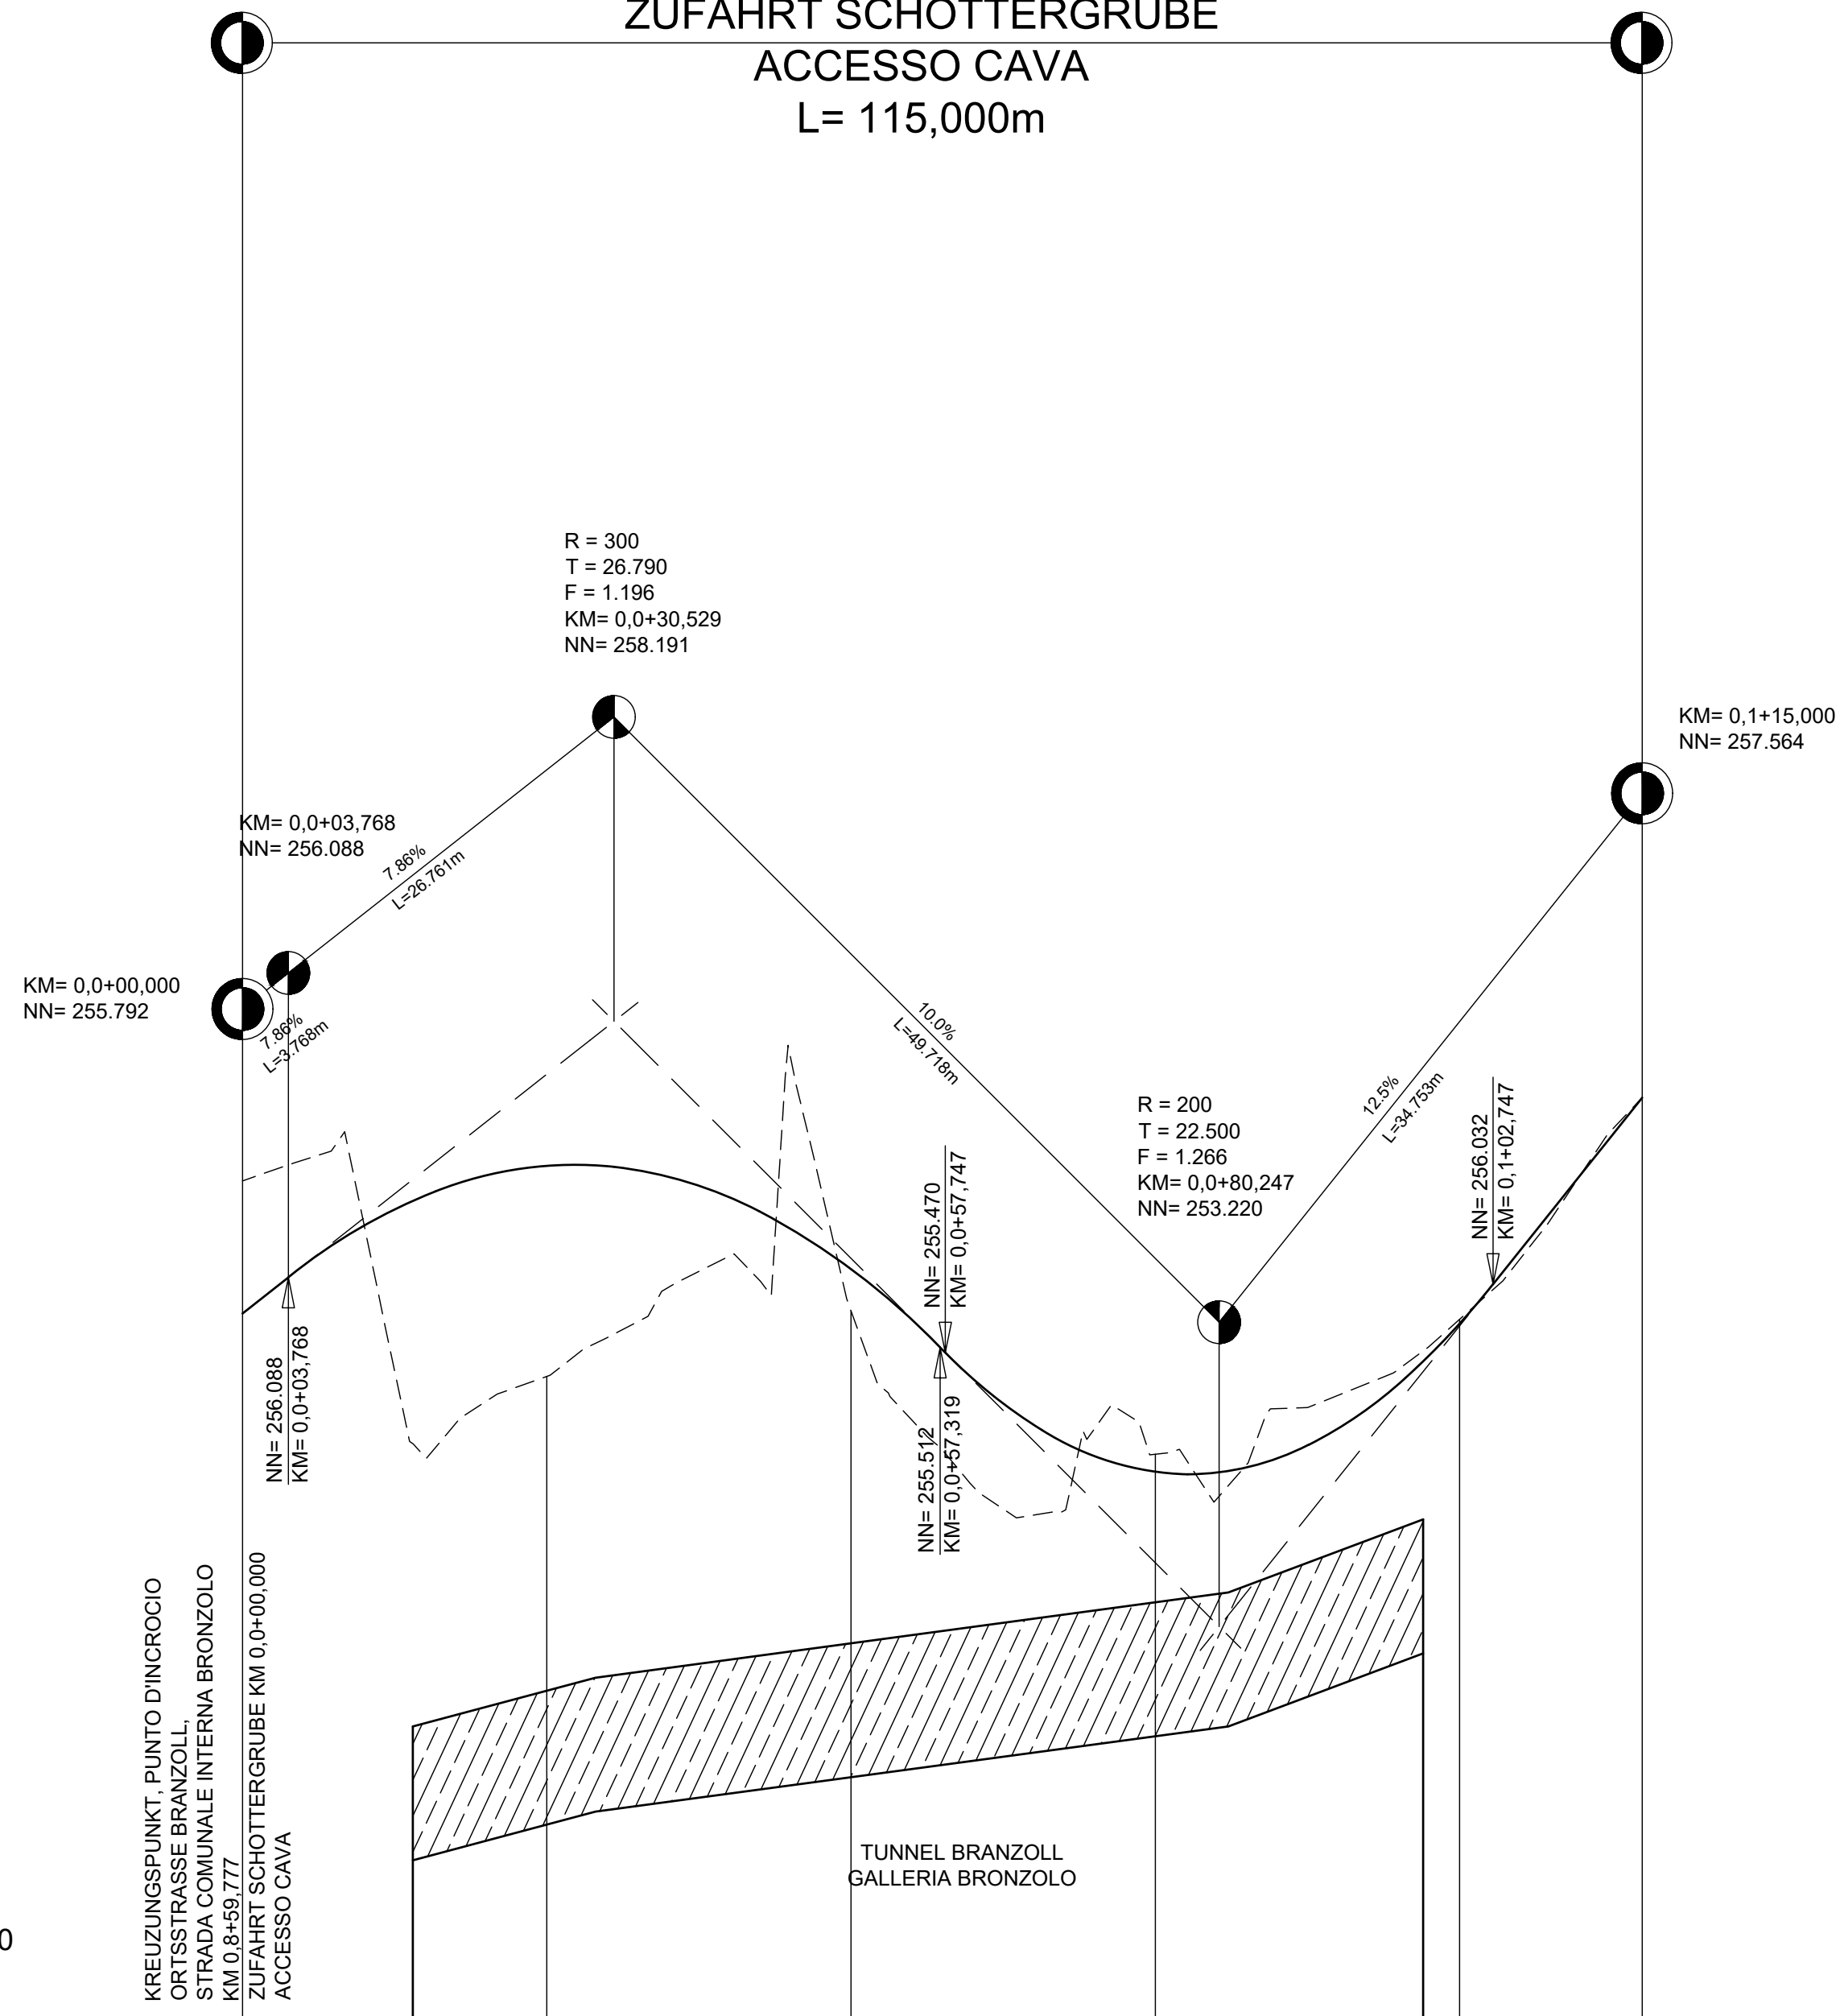 ZUFAHRT SCHOTTERGRUBE
ACCESSO CAVA
L= 115,000m
R = 300
T = 26.790
F = 1.196
KM= 0,0+30,529
NN= 258.191
KM= 0,1+15,000
NN= 257.564
KM= 0,0+03,768
NN= 256.088
7.86%
L=26.761m
KM= 0,0+00,000
NN= 255.792
7.86%
L=3.768m
10.0%
L=49.718m
R = 200
T = 22.500
F = 1.266
KM= 0,0+80,247
NN= 253.220
12.5%
L=34.753m
NN= 256.032
KM= 0,1+02,747
NN= 255.470
KM= 0,0+57,747
NN= 256.088
KM= 0,0+03,768
NN= 255.512
KM= 0,0+57,319
KREUZUNGSPUNKT, PUNTO D'INCROCIO
ORTSSTRASSE BRANZOLL,
STRADA COMUNALE INTERNA BRONZOLO
KM 0,8+59,777
ZUFAHRT SCHOTTERGRUBE KM 0,0+00,000
ACCESSO CAVA
TUNNEL BRANZOLL
GALLERIA BRONZOLO
0